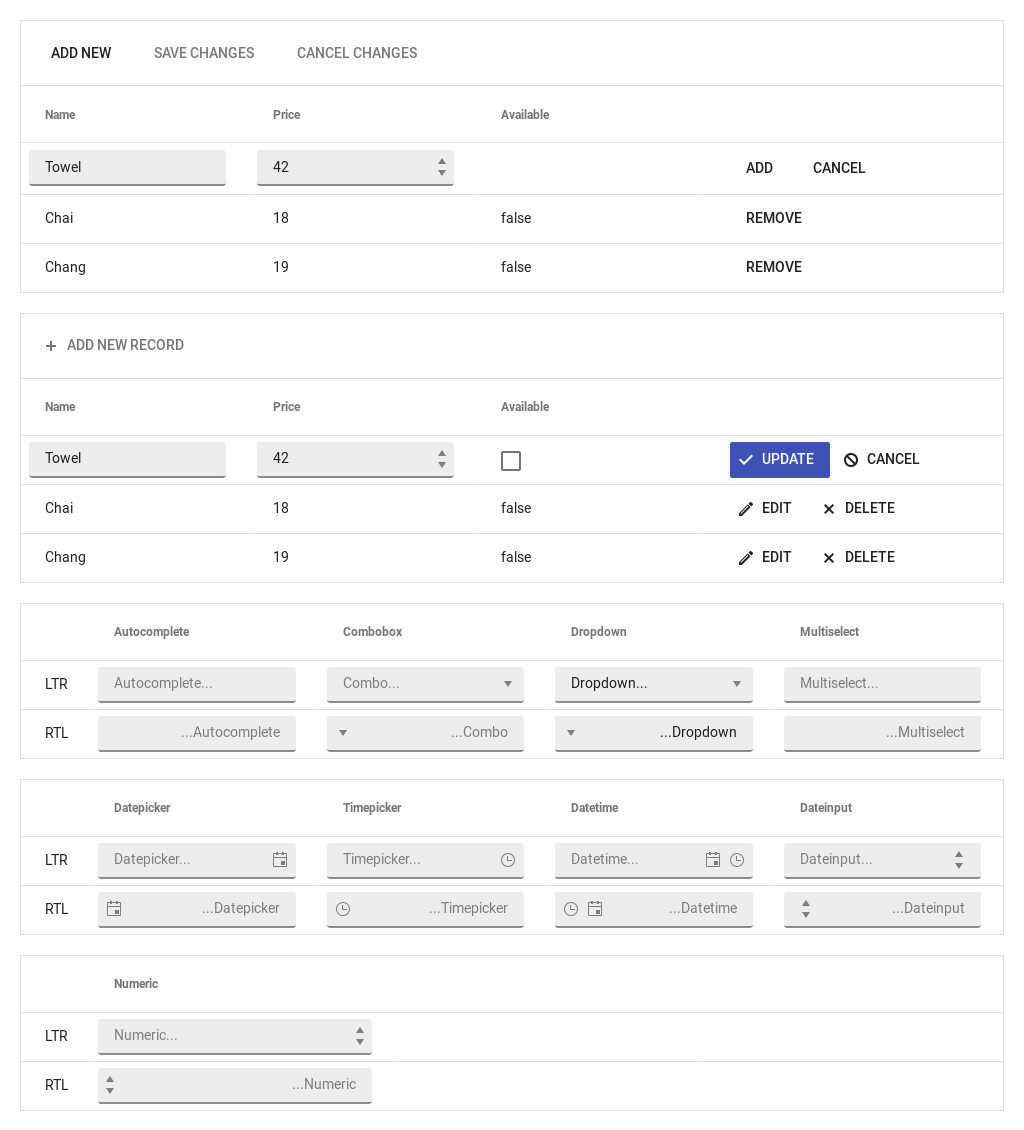 ADD NEW SAVE CHANGES CANCEL CHANGES
Name Price Available
Towel 42 ADD CANCEL
Chai 18 false REMOVE
Chang 19 false REMOVE
ADD NEW RECORD
Name Price Available
Towel 42 UPDATE CANCEL
Chai 18 false EDIT DELETE
Chang 19 false EDIT DELETE
Autocomplete Combobox Dropdown Multiselect
LTR Autocomplete... Combo... Dropdown... Multiselect...
RTL ...Autocomplete ...Combo ...Dropdown ...Multiselect
Datepicker Timepicker Datetime Dateinput
LTR Datepicker... Timepicker... Datetime... Dateinput...
RTL ...Datepicker ...Timepicker ...Datetime ...Dateinput
Numeric
LTR Numeric...
RTL ...Numeric